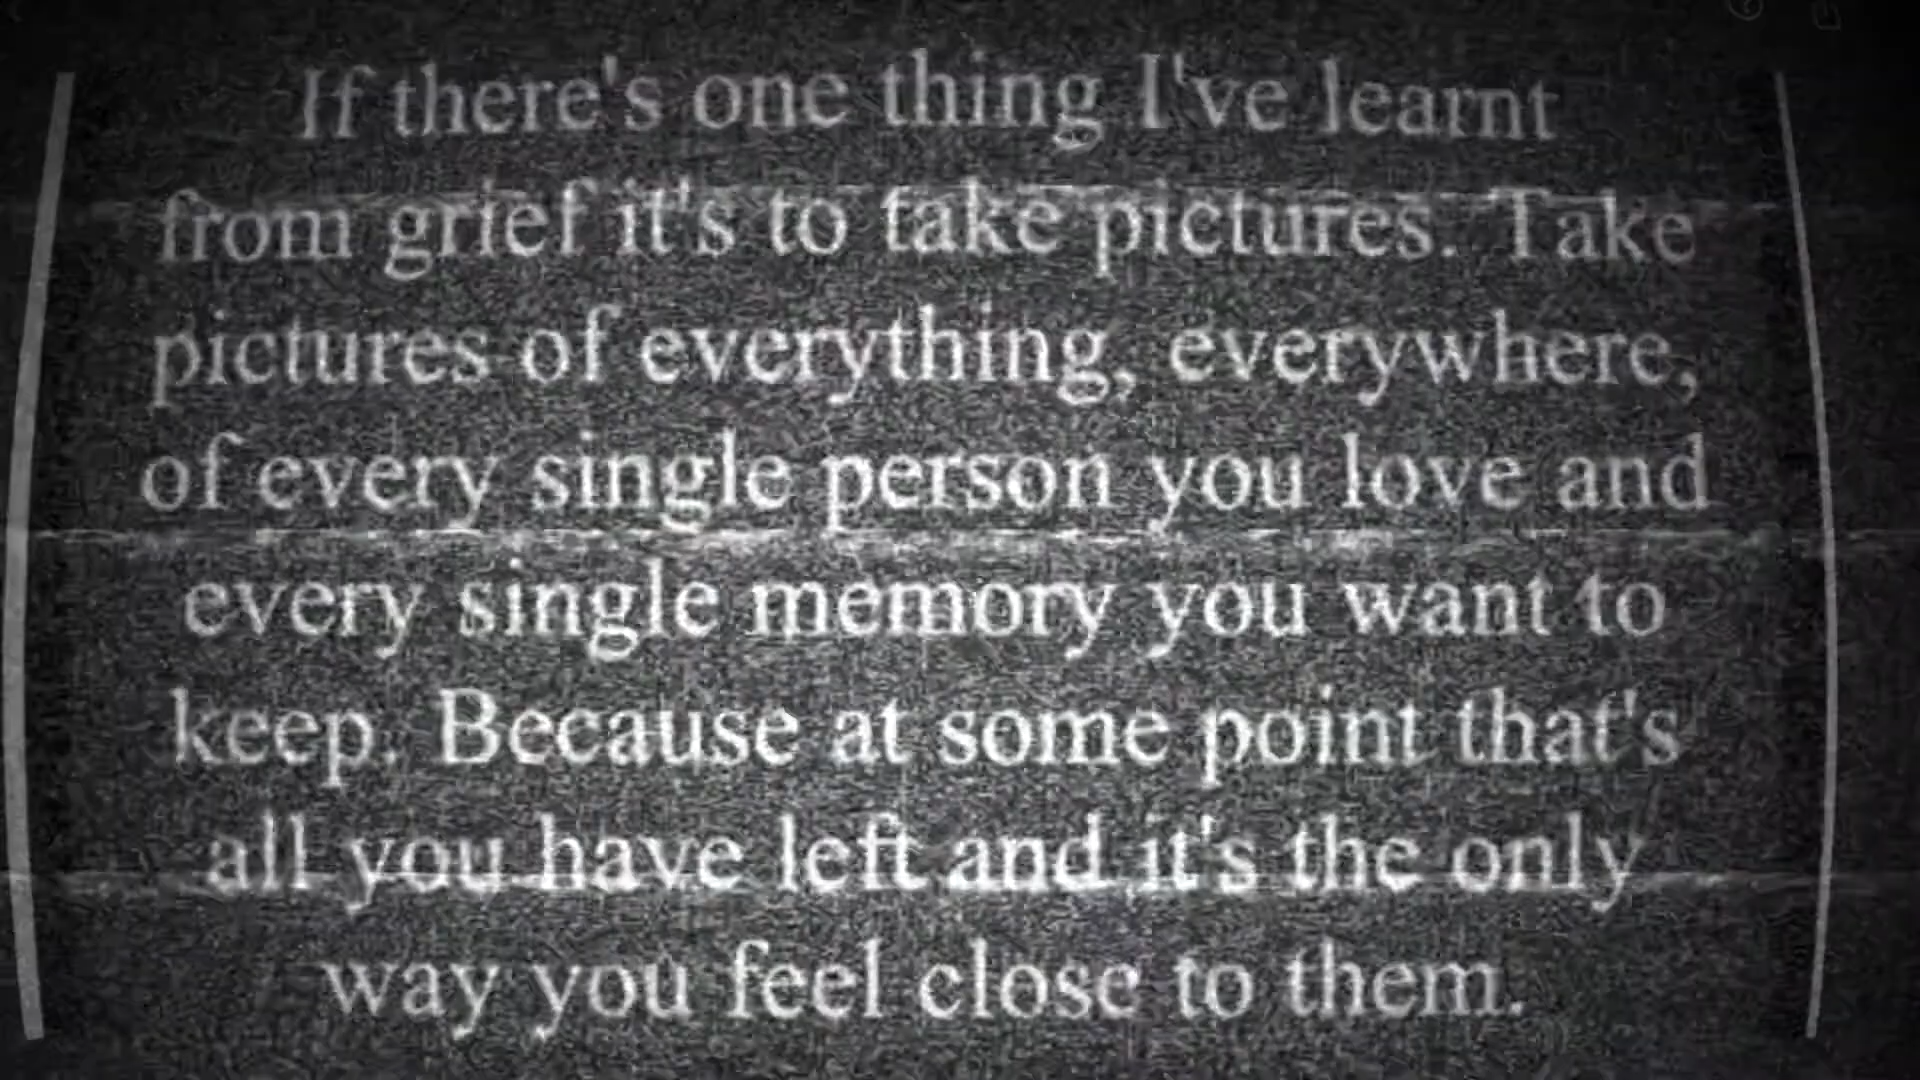 If there's one thing I've learnt
from grief it's to take pictures. Take
pictures of everything, everywhere,
of every single person you love and
every single memory you want to
keep. Because at some point that's
all you have left and it's the only
way you feel close to them.